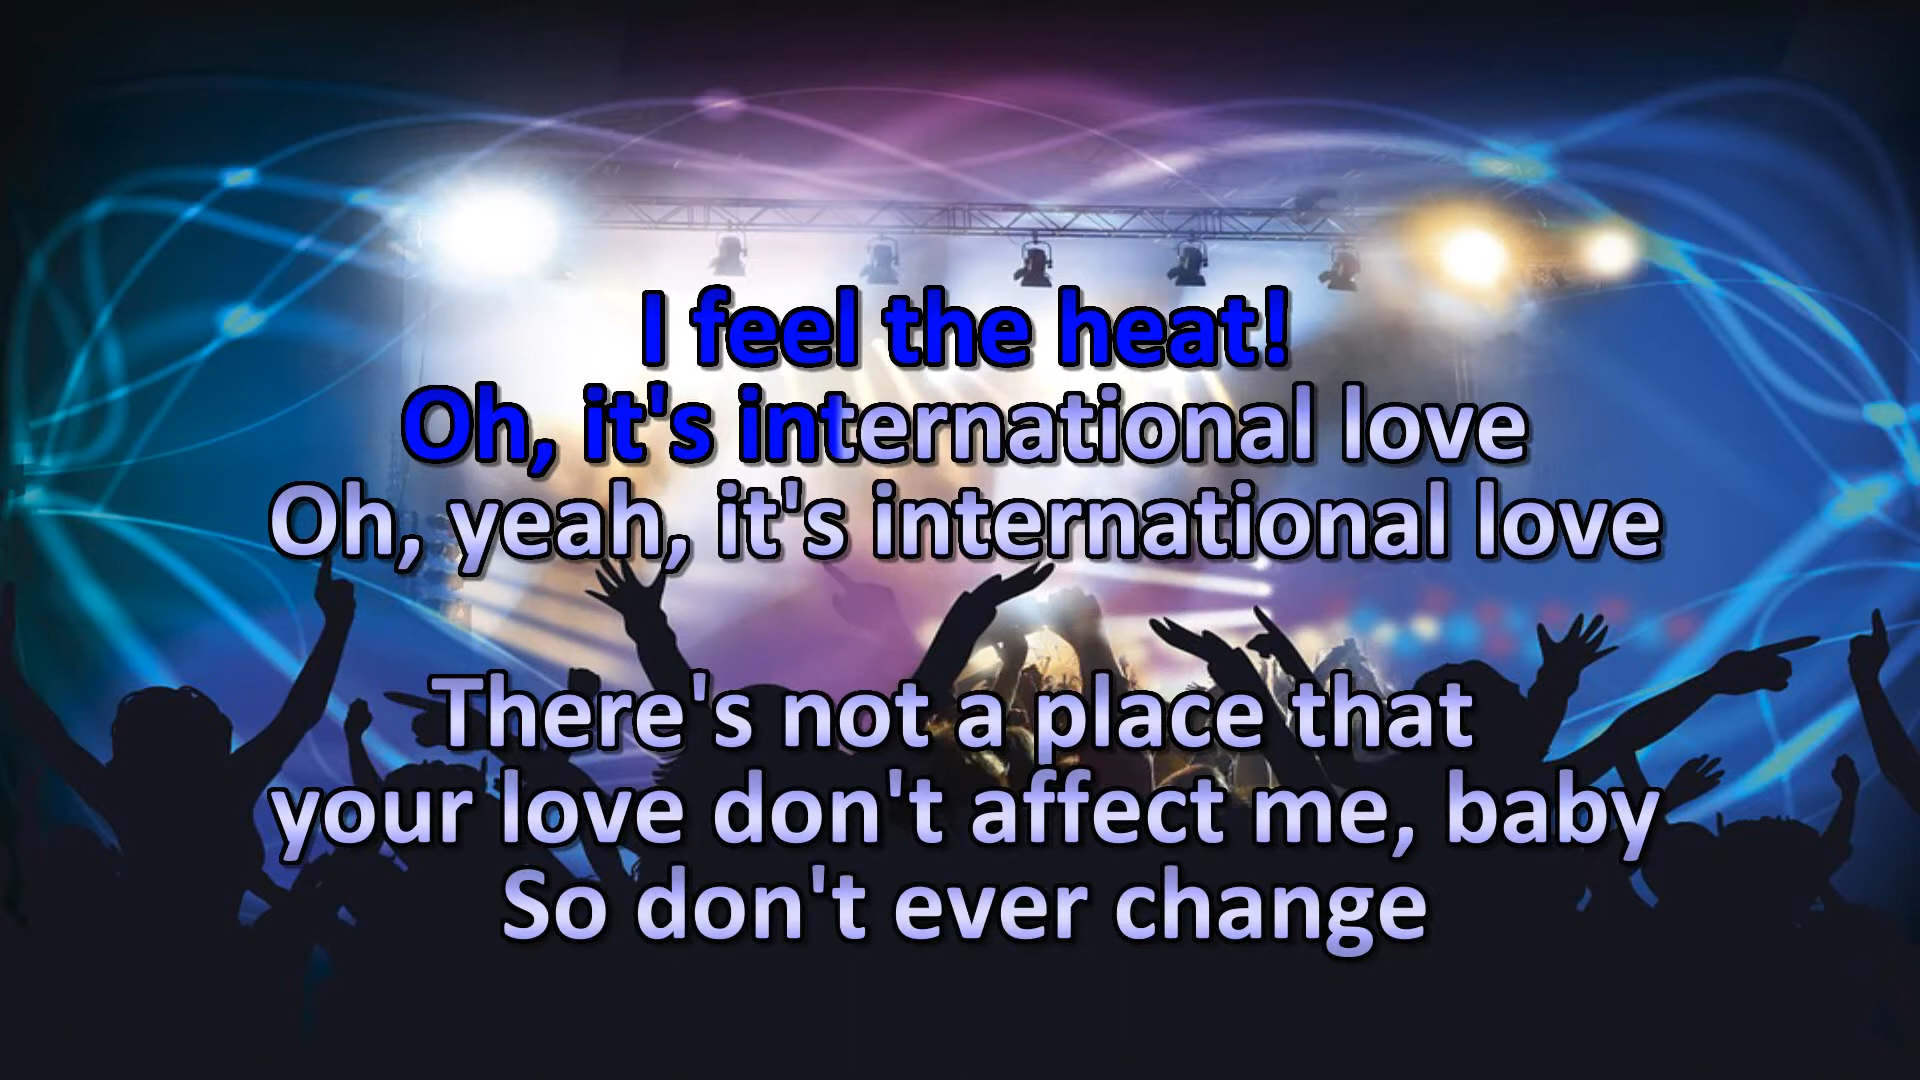 I feel the heat!
Oh, it's international love
Oh, yeah, it's international love
There's not a place that
your love don't affect me, baby
So don't ever change